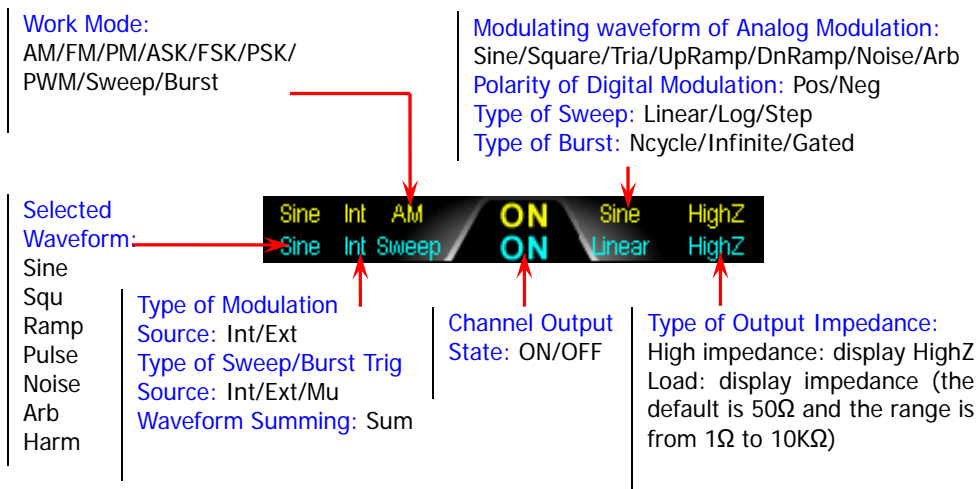 Work Mode:
AM/FM/PM/ASK/FSK/PSK/
PWM/Sweep/Burst
Modulating waveform of Analog Modulation:
Sine/Square/Tria/UpRamp/DnRamp/Noise/Arb
Polarity of Digital Modulation: Pos/Neg
Type of Sweep: Linear/Log/Step
Type of Burst: Ncycle/Infinite/Gated
Sine Int AM ON Sine HighZ
Sine Int Sweep ON Linear HighZ
Selected
Waveform:
Sine
Squ
Ramp
Pulse
Noise
Arb
Harm
Type of Modulation
Source: Int/Ext
Type of Sweep/Burst Trig
Source: Int/Ext/Mu
Waveform Summing: Sum
Channel Output
State: ON/OFF
Type of Output Impedance:
High impedance: display HighZ
Load: display impedance (the
default is 50Ω and the range is
from 1Ω to 10KΩ)